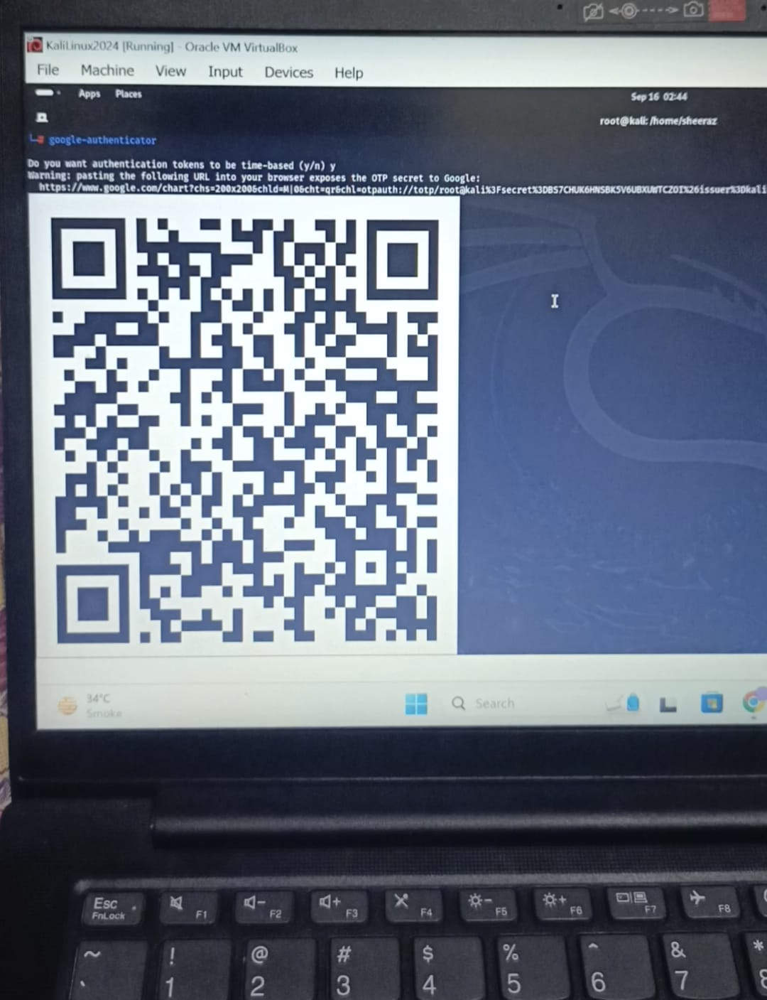 KaliLinux2024 [Running] - Oracle VM VirtualBox
File Machine View Input Devices Help
Apps Places
Sep 16 02:44
root@kali: /home/sheeraz
google-authenticator
Do you want authentication tokens to be time-based (y/n) y
Warning: pasting the following URL into your browser exposes the OTP secret to Google:
https://www.google.com/chart?chs=200x200&chld=M|0&cht=qr&chl=otpauth://totp/root@kali%3Fsecret%3DBS7CHUK6HNSBK5V6UBXUWTCZOI%26issuer%3Dkali
34°C
Smoke
Search
Esc
FnLock
F1 F2 F3 F4 F5 F6 F7 F8
~ ! @ # $ % ^ & *
` 1 2 3 4 5 6 7 8